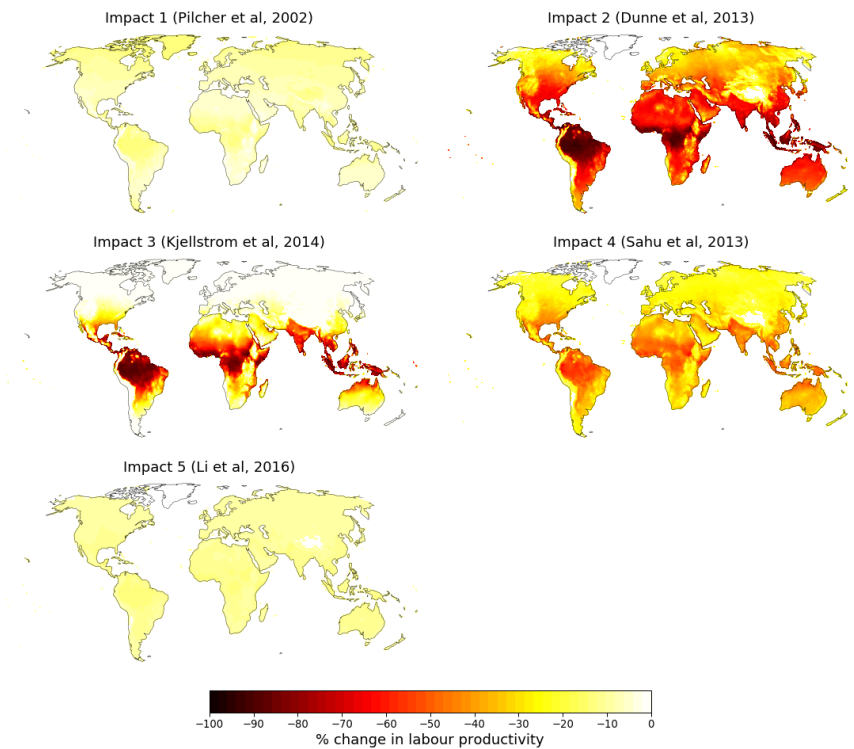 Impact 1 (Pilcher et al, 2002)
Impact 2 (Dunne et al, 2013)
Impact 3 (Kjellstrom et al, 2014)
Impact 4 (Sahu et al, 2013)
Impact 5 (Li et al, 2016)
−100 −90 −80 −70 −60 −50 −40 −30 −20 −10 0
% change in labour productivity